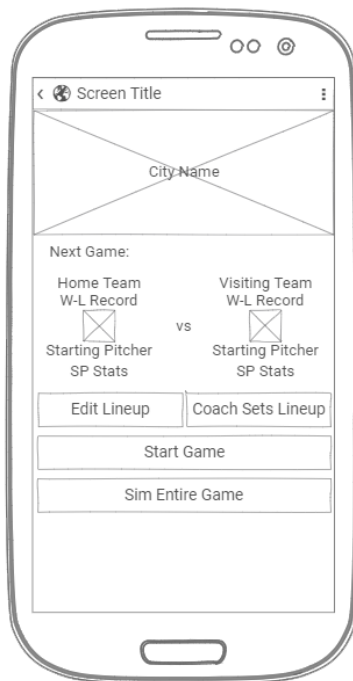 Screen Title
City Name
Next Game:
Home Team
W-L Record
Starting Pitcher
SP Stats
vs
Visiting Team
W-L Record
Starting Pitcher
SP Stats
Edit Lineup
Coach Sets Lineup
Start Game
Sim Entire Game